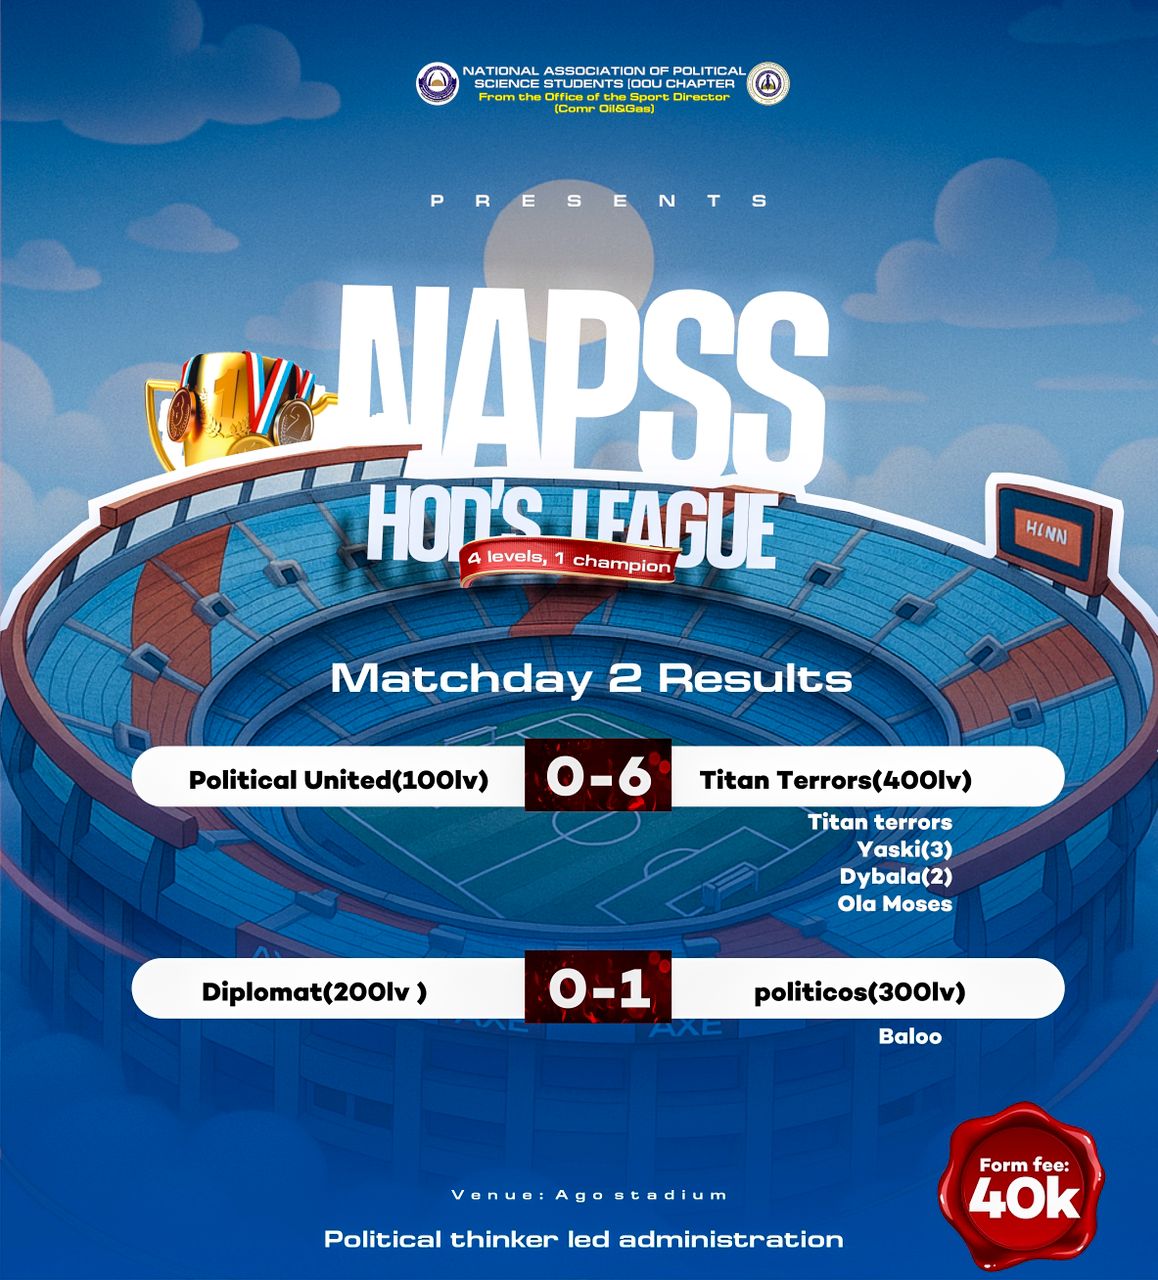 NATIONAL ASSOCIATION OF POLITICAL
SCIENCE STUDENTS [OOU CHAPTER
From the Office of the Sport Director
(Comr Oil&Gas)
PRESENTS
NAPSS
HOD'S LEAGUE
4 levels, 1 champion
Matchday 2 Results
Political United(100lv) 0-6 Titan Terrors(400lv)
Titan terrors
Yaski(3)
Dybala(2)
Ola Moses
Diplomat(200lv ) 0-1 politicos(300lv)
AXE AXE
Baloo
Form fee:
40k
Venue: Ago stadium
Political thinker led administration